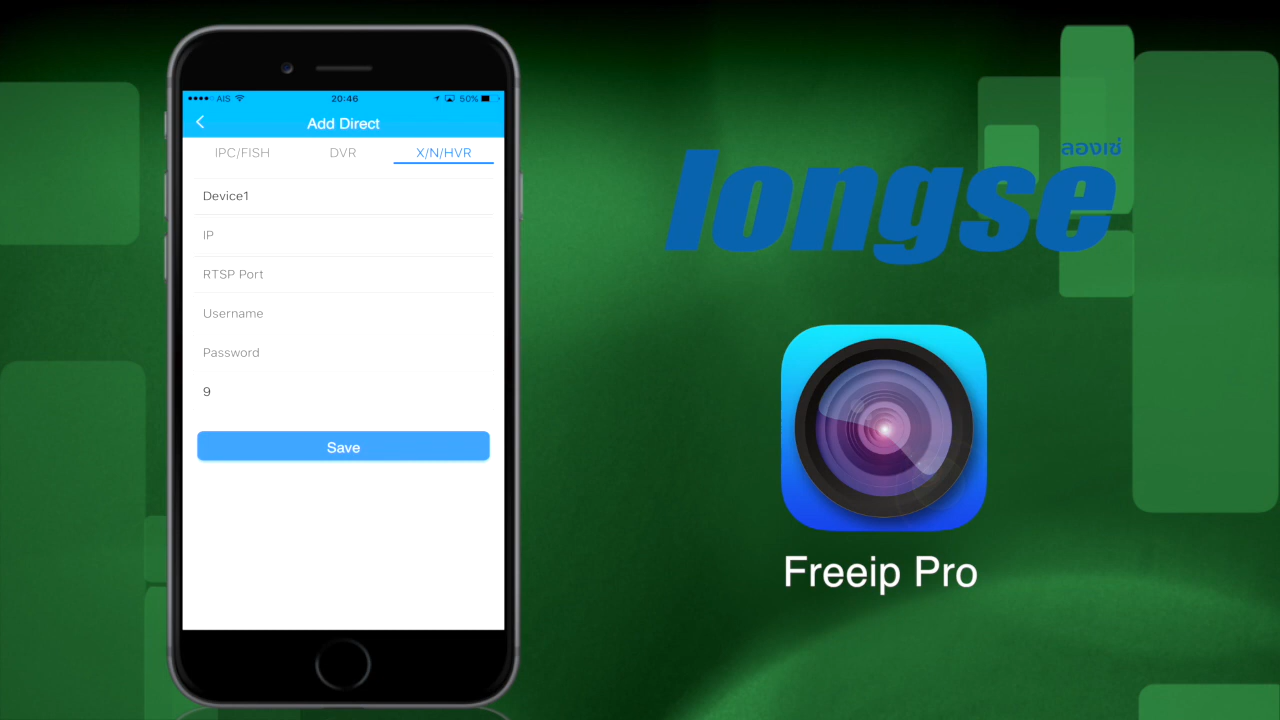 AIS 20:46 50%
Add Direct
IPC/FISH DVR X/N/HVR
Device1
IP
RTSP Port
Username
Password
9
Save
ลองเซ่
longse
Freeip Pro